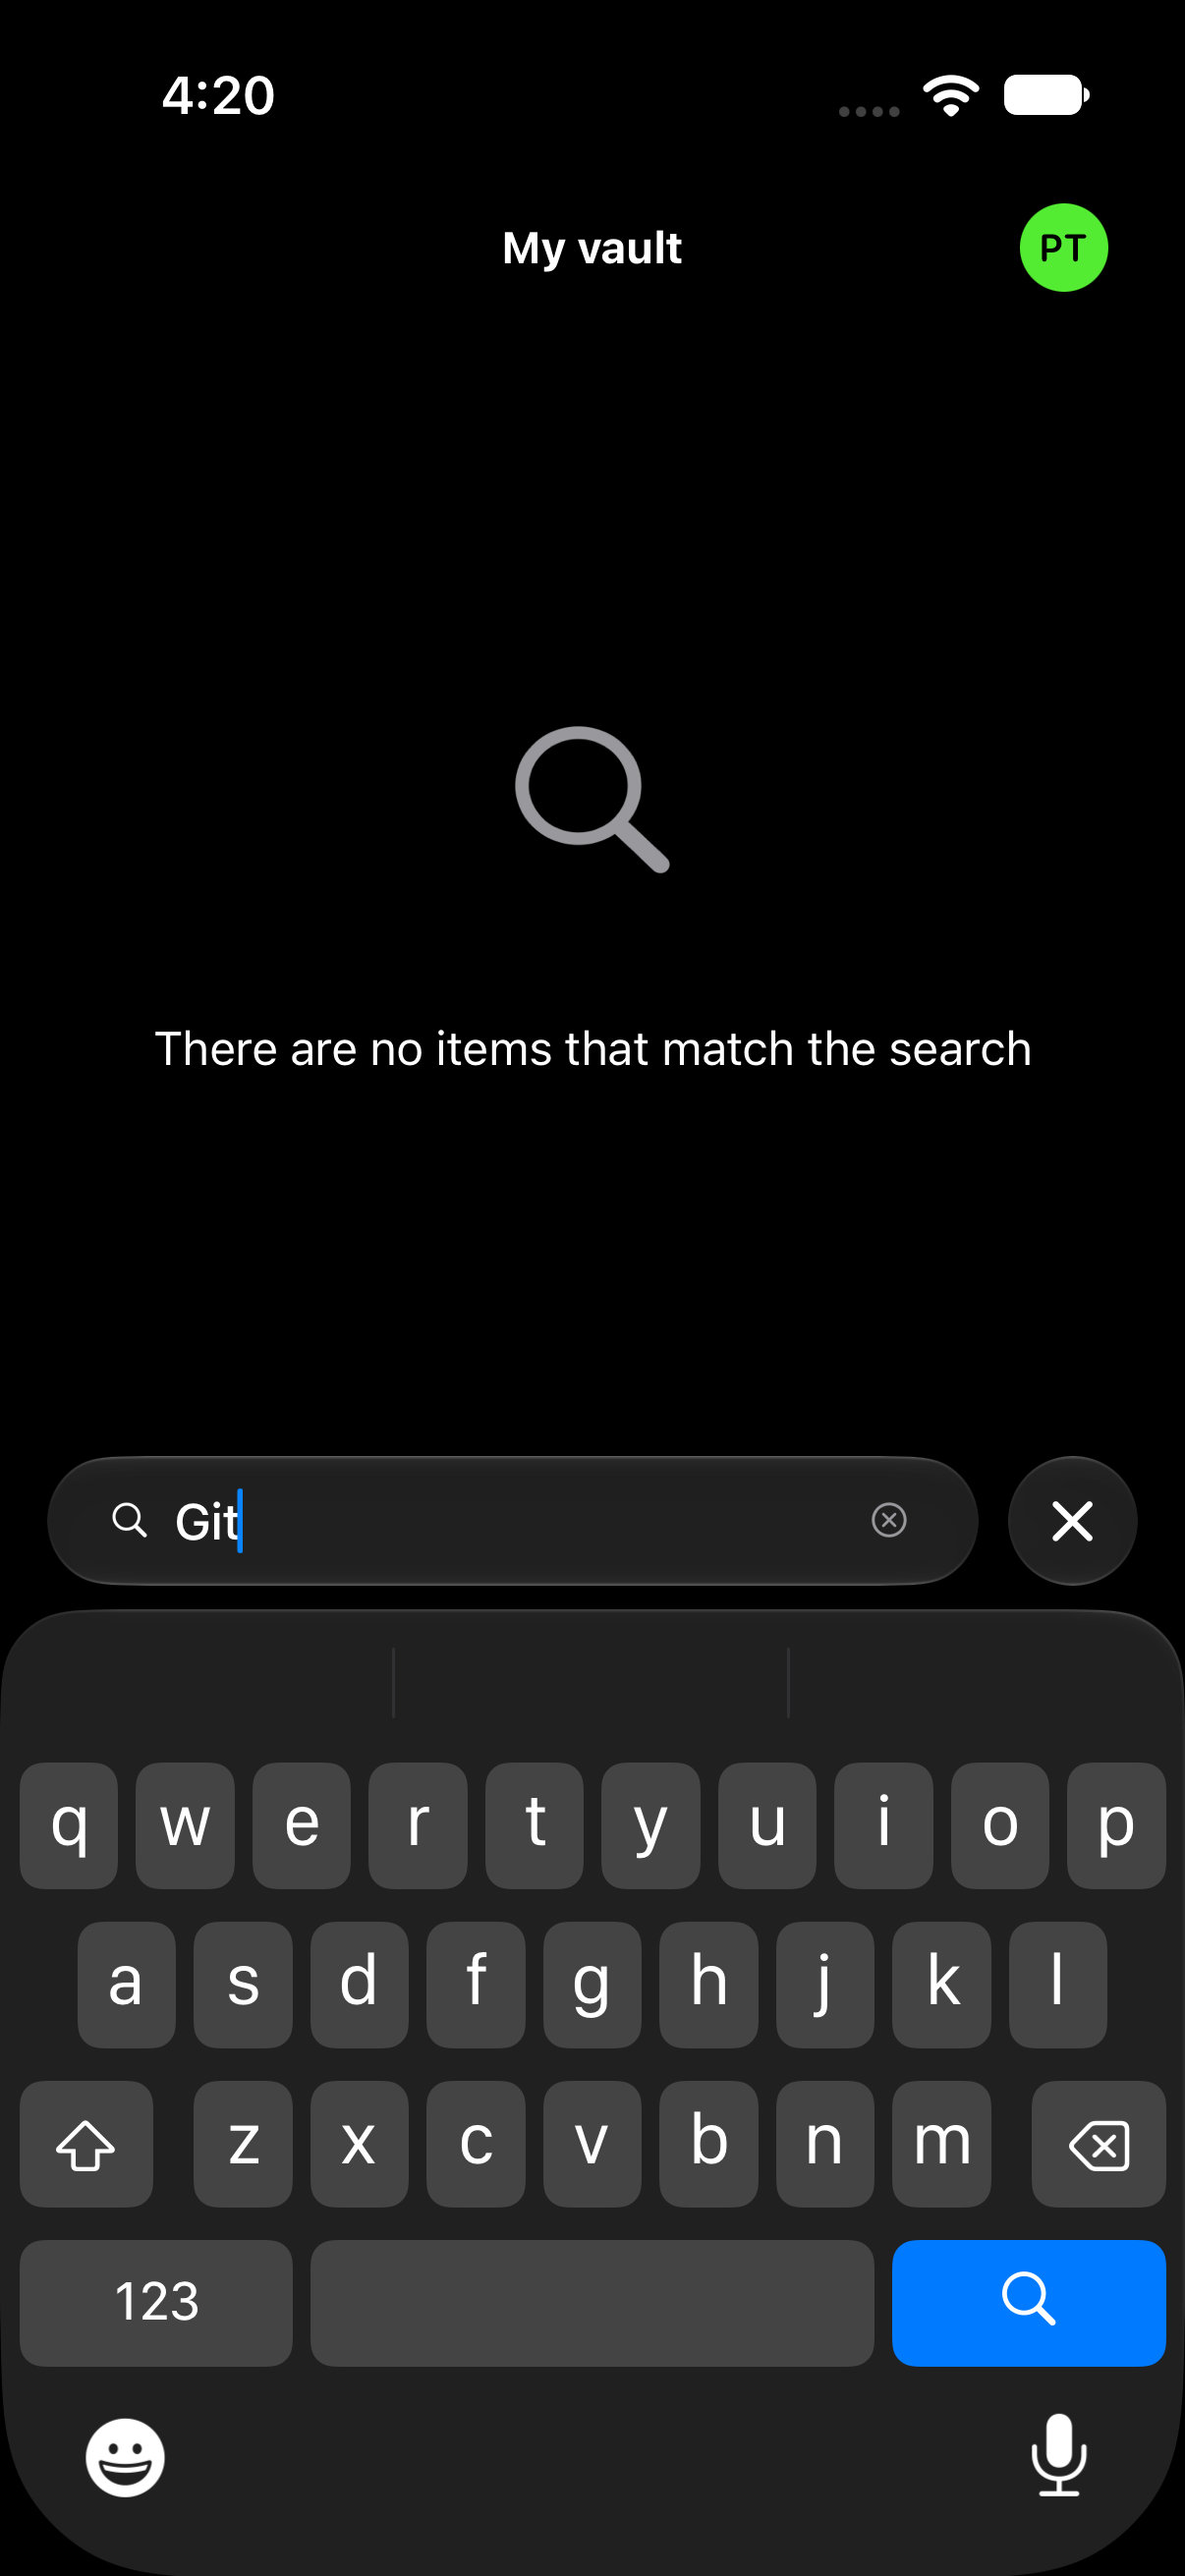 4:20
My vault
PT
There are no items that match the search
Git
q w e r t y u i o p
a s d f g h j k l
z x c v b n m
123